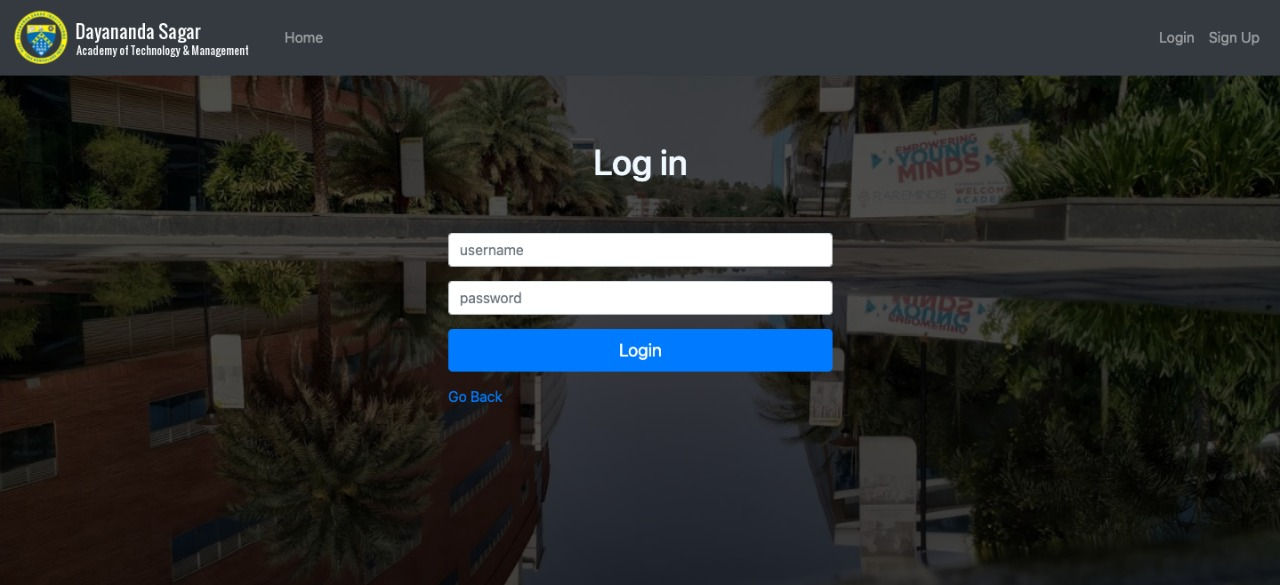 Dayananda Sagar
Academy of Technology & Management
Home
Login
Sign Up
Log in
EMPOWERING
YOUNG
MINDS
RAREMINDS
username
password
Login
Go Back